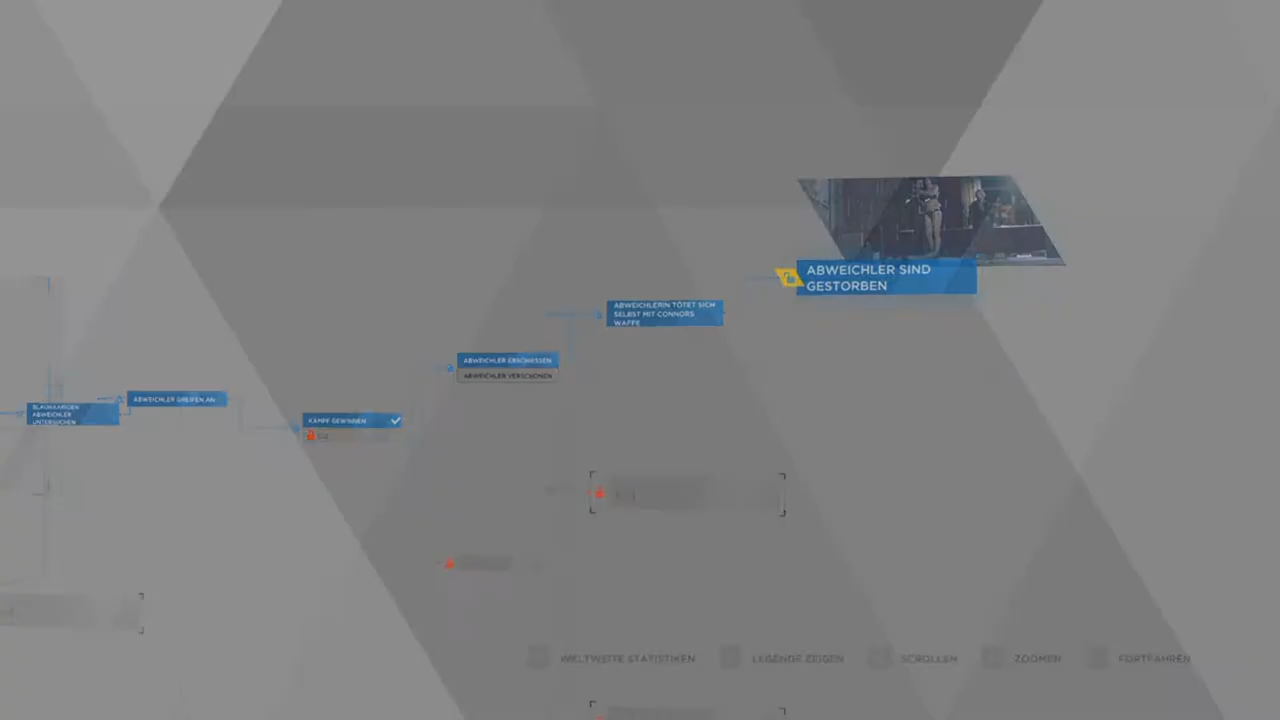 ABWEICHLER SIND
GESTORBEN
ABWEICHLERIN TÖTET SICH
SELBST MIT CONNORS
WAFFE
ABWEICHLER ERSCHIESSEN
ABWEICHLER VERSCHONEN
ABWEICHLER GREIFEN AN
BLAUHAARIGEN
ABWEICHLER
UNTERSUCHEN
KAMPF GEWINNEN
WELTWEITE STATISTIKEN
LEGENDE ZEIGEN
SCROLLEN
ZOOMEN
FORTFAHREN